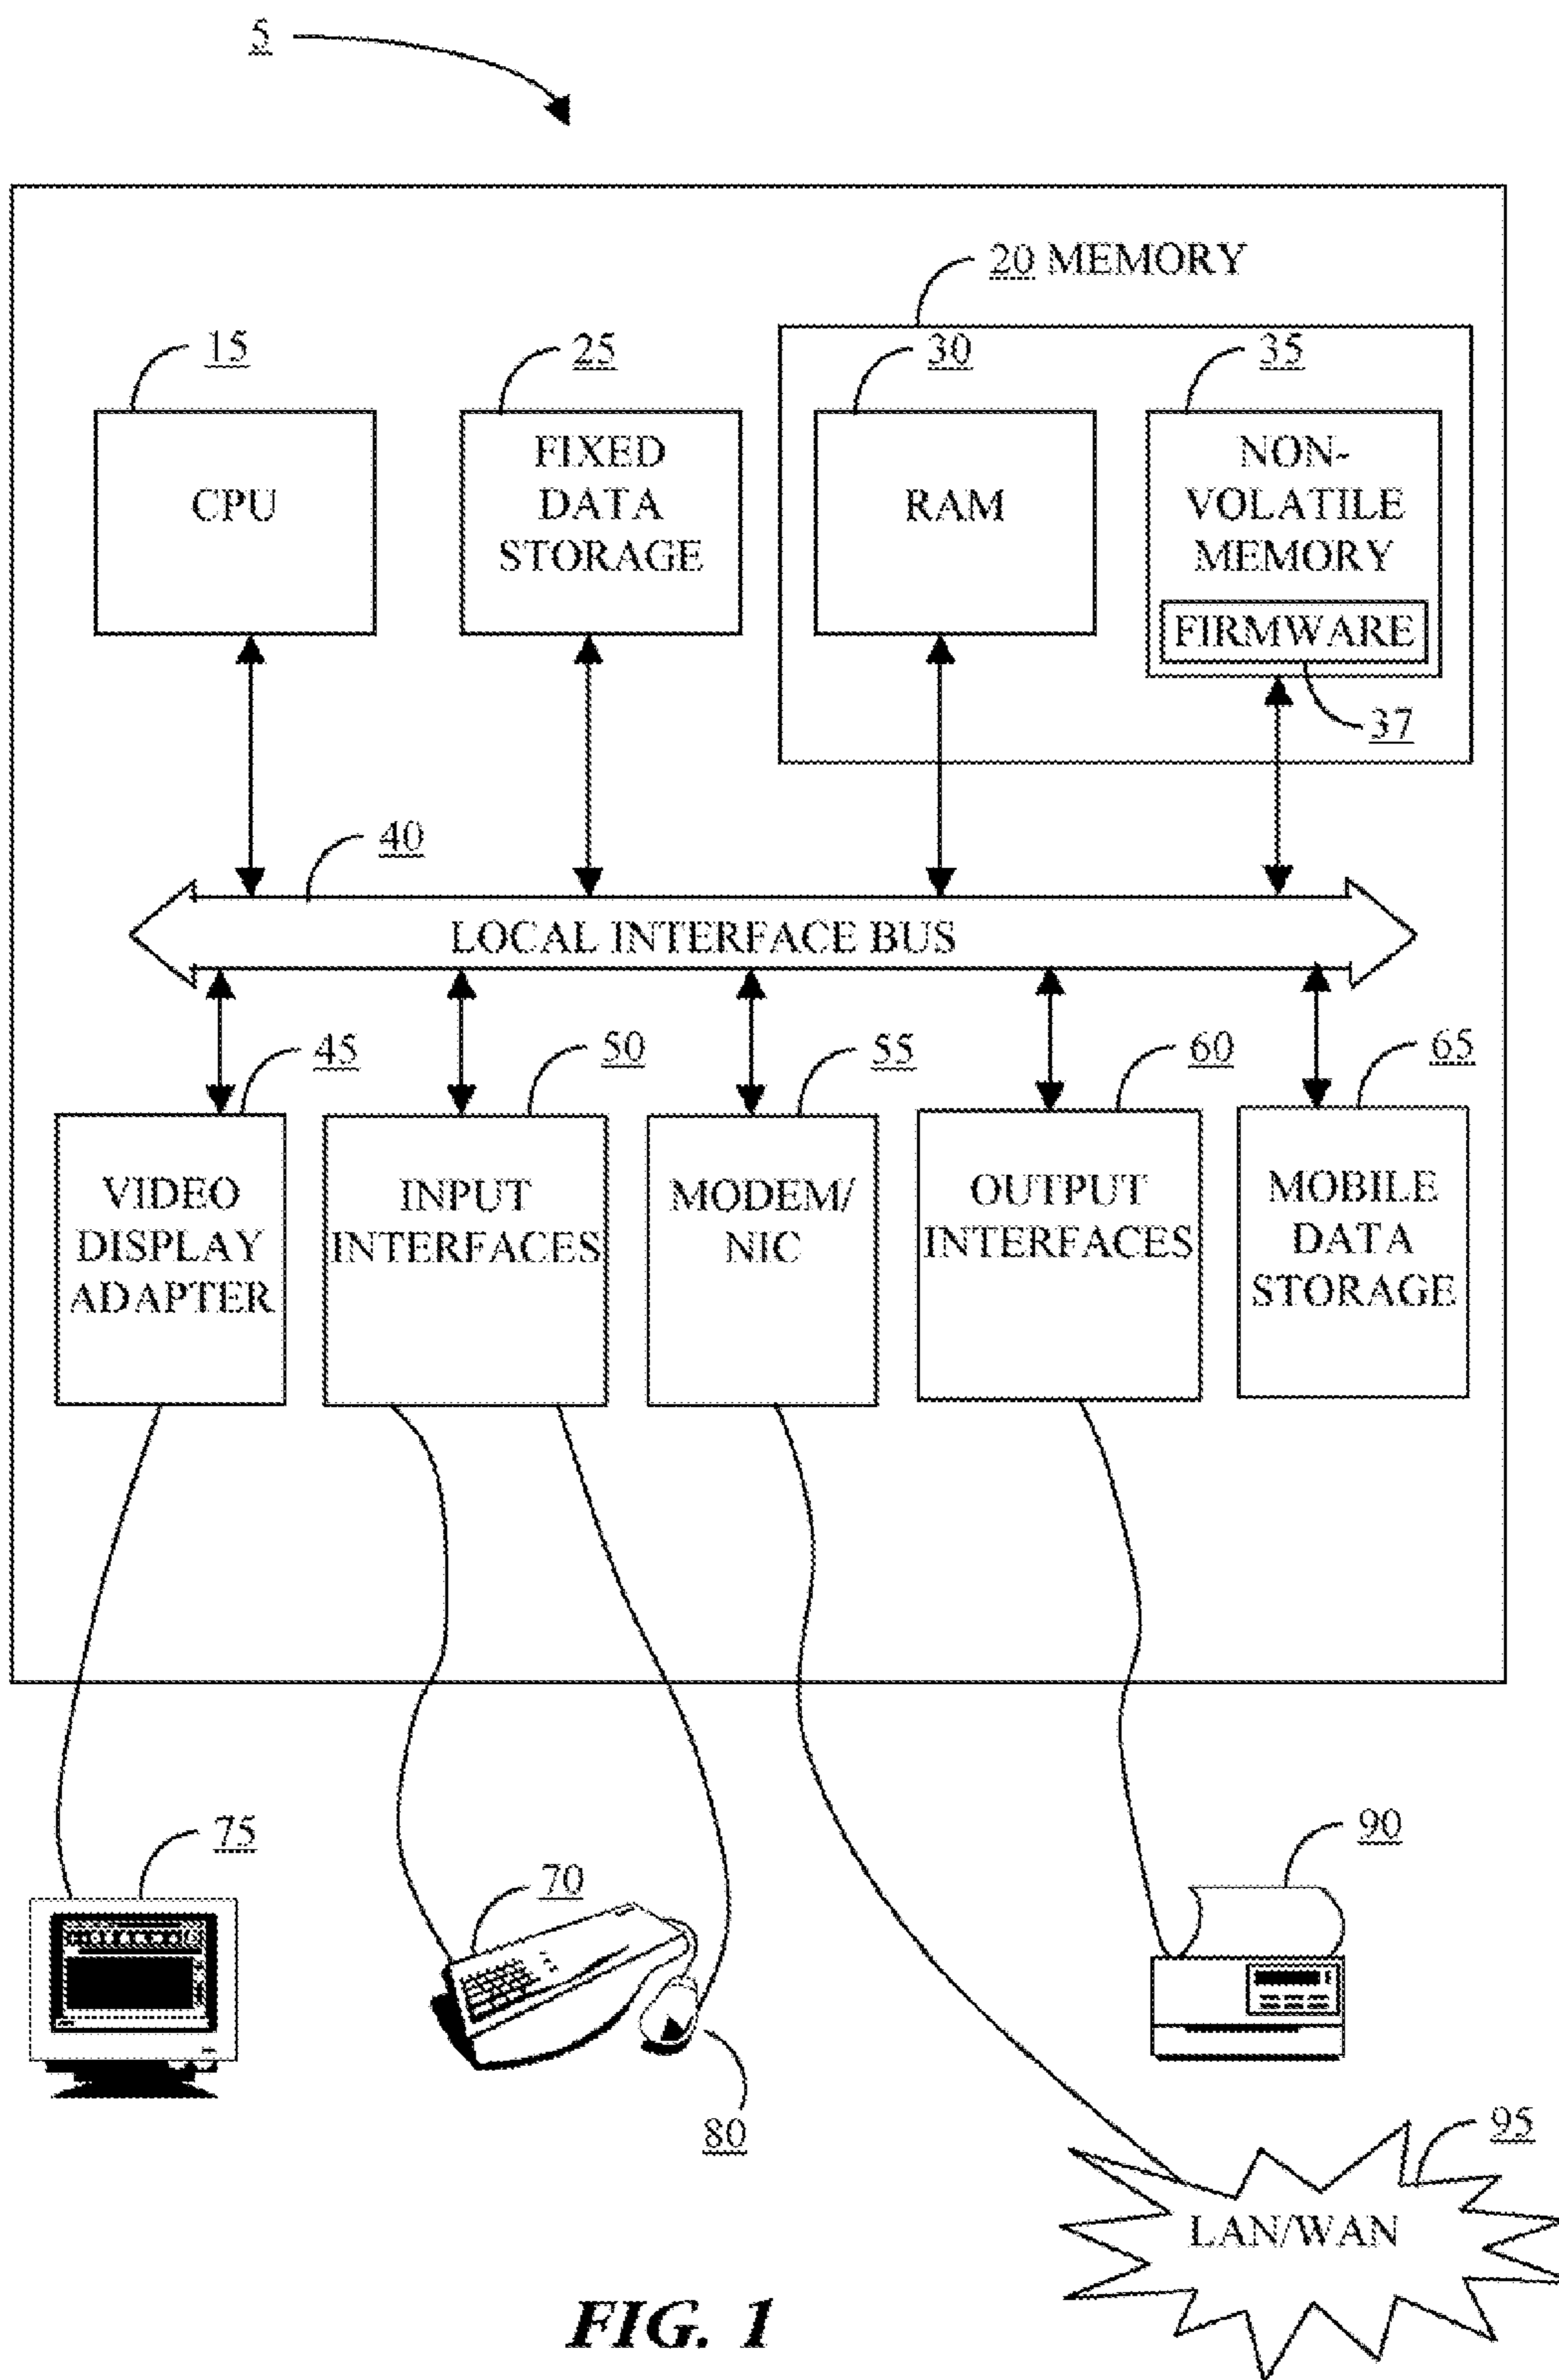 5
20 MEMORY
15
25
30
35
CPU
FIXED
DATA
STORAGE
RAM
NON-
VOLATILE
MEMORY
FIRMWARE
37
40
LOCAL INTERFACE BUS
45
50
55
60
65
VIDEO
DISPLAY
ADAPTER
INPUT
INTERFACES
MODEM/
NIC
OUTPUT
INTERFACES
MOBILE
DATA
STORAGE
75
70
90
80
95
LAN/WAN
FIG. 1